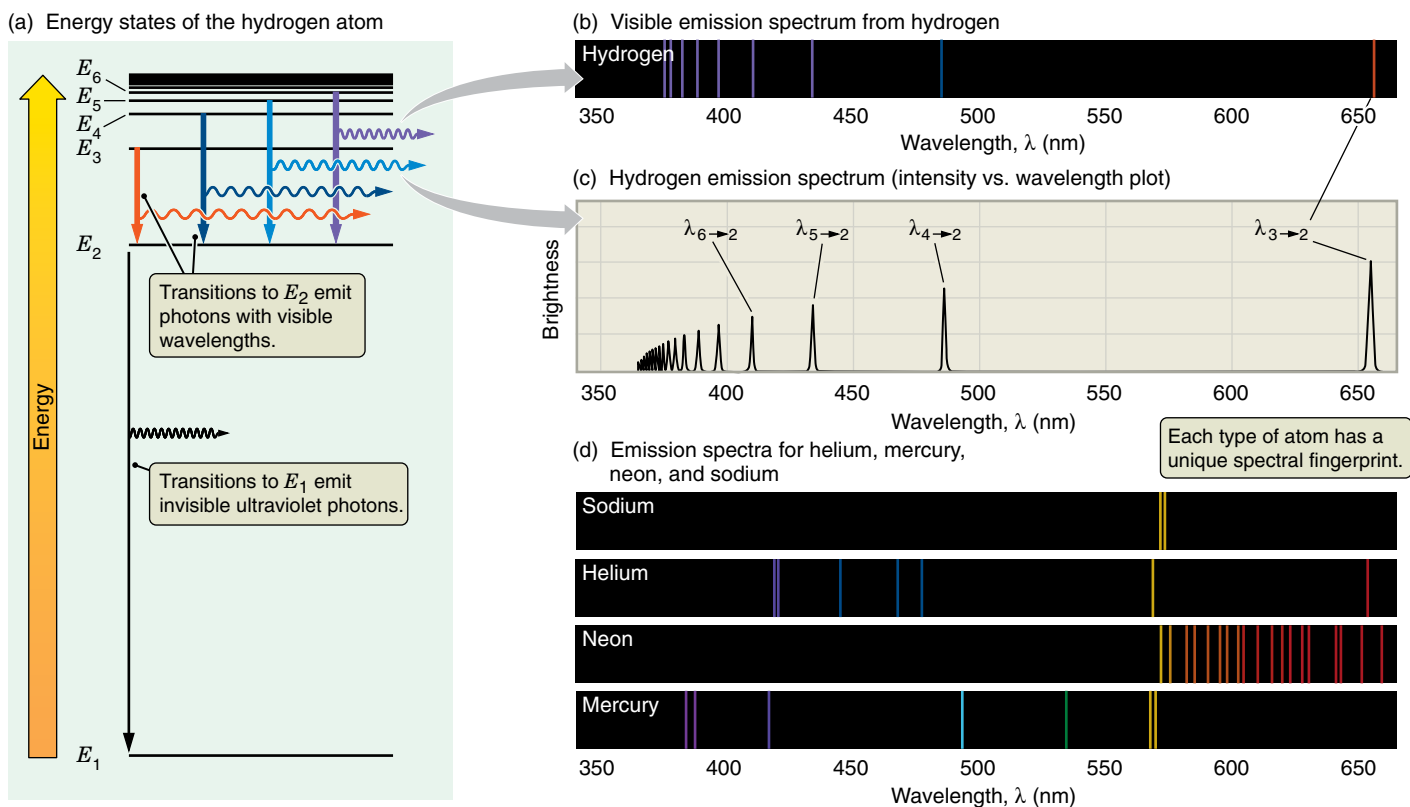 (a) Energy states of the hydrogen atom
E6
E5
E4
E3
E2
Transitions to E2 emit
photons with visible
wavelengths.
Energy
Transitions to E1 emit
invisible ultraviolet photons.
E1
(b) Visible emission spectrum from hydrogen
Hydrogen
350 400 450 500 550 600 650
Wavelength, λ (nm)
(c) Hydrogen emission spectrum (intensity vs. wavelength plot)
λ6→2 λ5→2 λ4→2 λ3→2
Brightness
350 400 450 500 550 600 650
Wavelength, λ (nm)
Each type of atom has a
unique spectral fingerprint.
(d) Emission spectra for helium, mercury,
neon, and sodium
Sodium
Helium
Neon
Mercury
350 400 450 500 550 600 650
Wavelength, λ (nm)